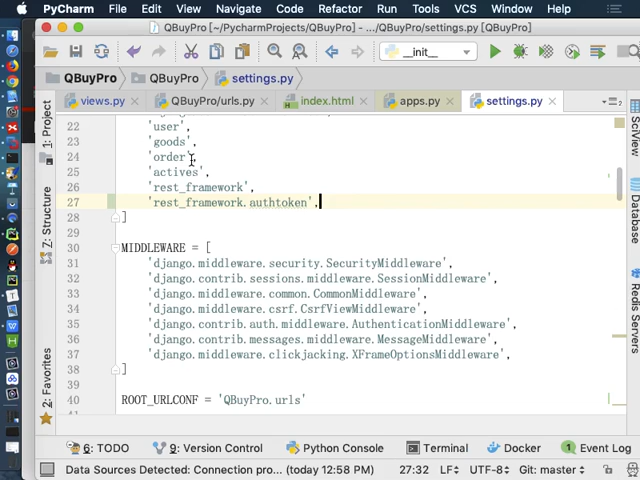 PyCharm File Edit View Navigate Code Refactor Run Tools VCS Window Help
QBuyPro [~/PycharmProjects/QBuyPro] - .../QBuyPro/settings.py [QBuyPro]
__init__
QBuyPro QBuyPro settings.py
views.py QBuyPro/urls.py index.html apps.py settings.py
1: Project
7: Structure
2: Favorites
22 'user',
23 'goods',
24 'order',
25 'actives',
26 'rest_framework',
27 'rest_framework.authtoken',
28 ]
29
30 MIDDLEWARE = [
31 'django.middleware.security.SecurityMiddleware',
32 'django.contrib.sessions.middleware.SessionMiddleware',
33 'django.middleware.common.CommonMiddleware',
34 'django.middleware.csrf.CsrfViewMiddleware',
35 'django.contrib.auth.middleware.AuthenticationMiddleware',
36 'django.contrib.messages.middleware.MessageMiddleware',
37 'django.middleware.clickjacking.XFrameOptionsMiddleware',
38 ]
39
40 ROOT_URLCONF = 'QBuyPro.urls'
SciView
Database
Redis Servers
6: TODO 9: Version Control Python Console Terminal Docker 1 Event Log
Data Sources Detected: Connection pro... (today 12:58 PM) 27:32 LF UTF-8 Git: master